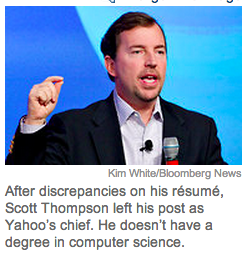 Kim White/Bloomberg News
After discrepancies on his résumé,
Scott Thompson left his post as
Yahoo's chief. He doesn't have a
degree in computer science.